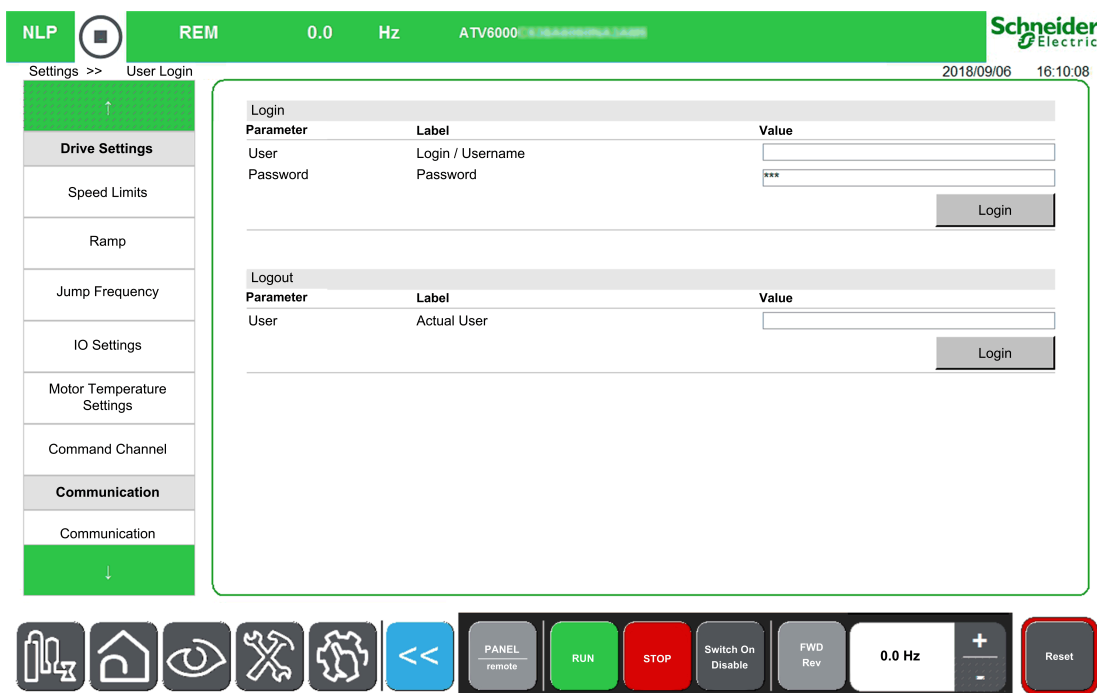 NLP REM 0.0 Hz ATV6000
Schneider
Electric
Settings >> User Login 2018/09/06 16:10:08
↑
Drive Settings
Speed Limits
Ramp
Jump Frequency
IO Settings
Motor Temperature
Settings
Command Channel
Communication
Communication
↓
Login
Parameter Label Value
User Login / Username
Password Password ***
Login
Logout
Parameter Label Value
User Actual User
Login
<<
PANEL
remote
RUN
STOP
Switch On
Disable
FWD
Rev
0.0 Hz
+
-
Reset